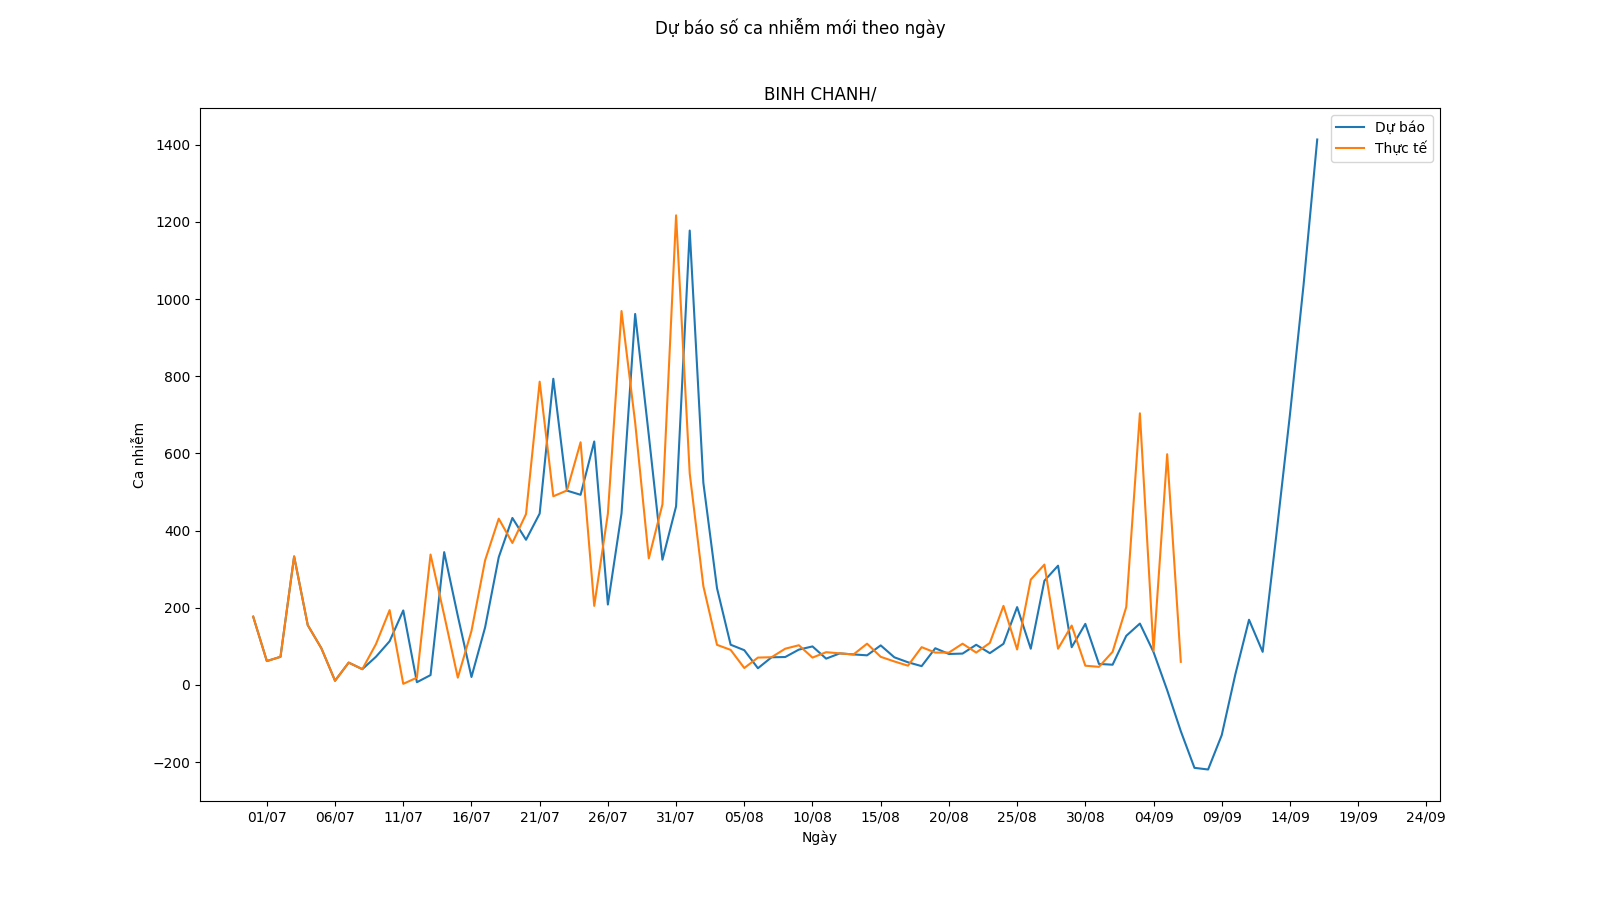 Dự báo số ca nhiễm mới theo ngày
BINH CHANH/
Dự báo
Thực tế
1400
1200
1000
800
600
400
200
0
−200
Ca nhiễm
01/07 06/07 11/07 16/07 21/07 26/07 31/07 05/08 10/08 15/08 20/08 25/08 30/08 04/09 09/09 14/09 19/09 24/09
Ngày